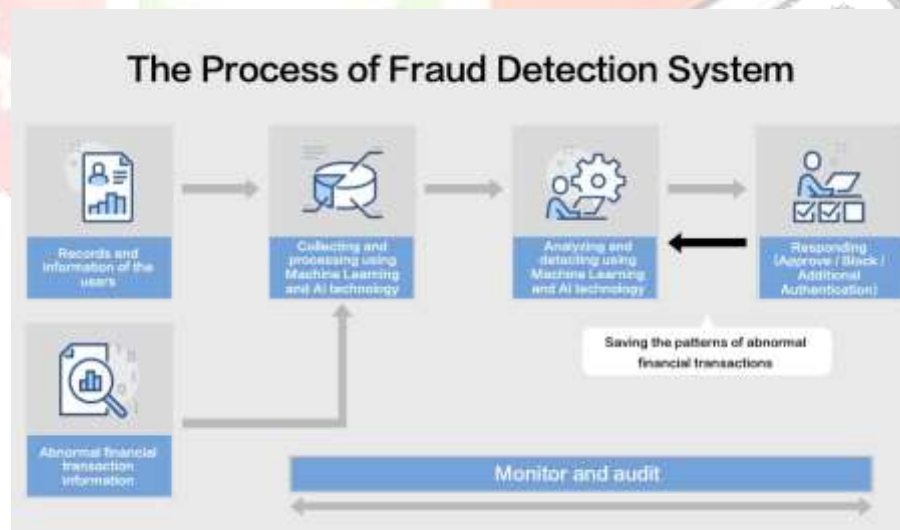 The Process of Fraud Detection System
Records and
information of the
users
Collecting and
processing using
Machine Learning
and AI technology
Analyzing and
detecting using
Machine Learning
and AI technology
Responding
(Approve / Block /
Additional
Authentication)
Saving the patterns of abnormal
financial transactions
Abnormal financial
transaction
information
Monitor and audit